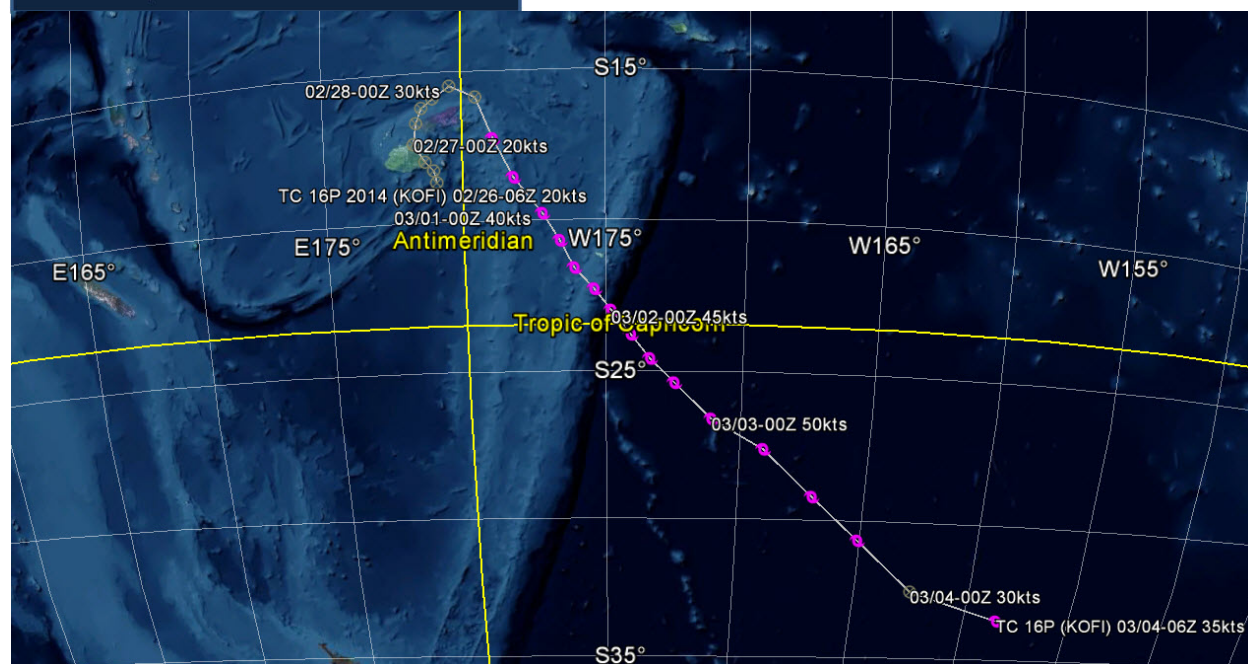 S15°
02/28-00Z 30kts
02/27-00Z 20kts
TC 16P 2014 (KOFI) 02/26-06Z 20kts
03/01-00Z 40kts
E175°
Antimeridian
W175°
W165°
E165°
W155°
03/02-00Z 45kts
Tropic of Capricorn
S25°
03/03-00Z 50kts
03/04-00Z 30kts
TC 16P (KOFI) 03/04-06Z 35kts
S35°